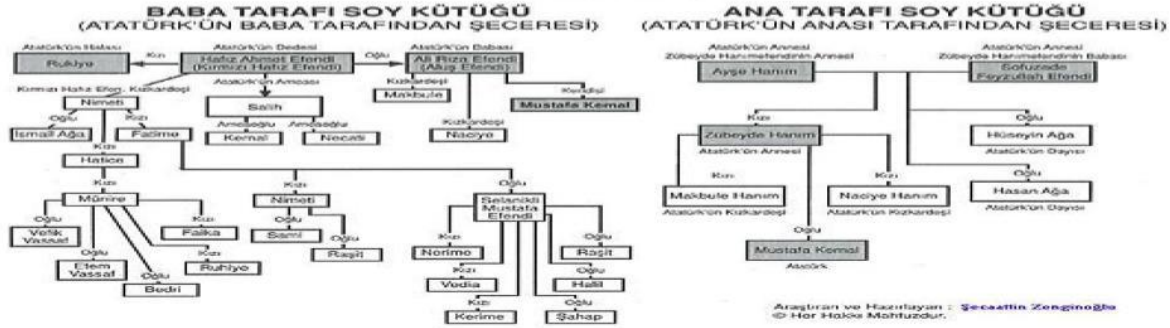 BABA TARAFI SOY KÜTÜĞÜ
(ATATÜRK'ÜN BABA TARAFINDAN ŞECERESİ)
Atatürk'ün Halası
Rukiye
Kızı
Atatürk'ün Dedesi
Hafız Ahmet Efendi
(Kırmızı Hafız Efendi)
Oğlu
Atatürk'ün Babası
Ali Rıza Efendi
(Aluş Efendi)
Kırmızı Hafız Efen. Kızkardeşi
Nimeti
Atatürk'ün Amcası
Salih
Kızkardeşi
Makbule
Kendisi
Mustafa Kemal
Oğlu
İsmail Ağa
Kızı
Fatime
Amcaoğlu
Kemal
Amcaoğlu
Necati
Kızkardeşi
Naciye
Kızı
Hatice
Kızı
Münire
Kızı
Nimeti
Oğlu
Selanikli
Mustafa
Efendi
Oğlu
Vefik
Vassaf
Kızı
Faika
Oğlu
Sami
Oğlu
Raşit
Kızı
Norime
Oğlu
Raşit
Oğlu
Etem
Vassaf
Kızı
Ruhiye
Oğlu
Bedri
Kızı
Vedia
Oğlu
Halil
Kızı
Kerime
Oğlu
Şahap
ANA TARAFI SOY KÜTÜĞÜ
(ATATÜRK'ÜN ANASI TARAFINDAN ŞECERESİ)
Atatürk'ün Annesi
Zübeyde Hanımefendinin Annesi
Ayşe Hanım
Atatürk'ün Annesi
Zübeyde Hanımefendinin Babası
Sofuzade
Feyzullah Efendi
Kızı
Zübeyde Hanım
Atatürk'ün Annesi
Oğlu
Hüseyin Ağa
Atatürk'ün Dayısı
Kızı
Makbule Hanım
Atatürk'ün Kızkardeşi
Kızı
Naciye Hanım
Atatürk'ün Kızkardeşi
Oğlu
Hasan Ağa
Atatürk'ün Dayısı
Oğlu
Mustafa Kemal
Atatürk
Araştıran ve Hazırlayan : Şecaattin Zenginoğlu
© Her Hakkı Mahfuzdur.